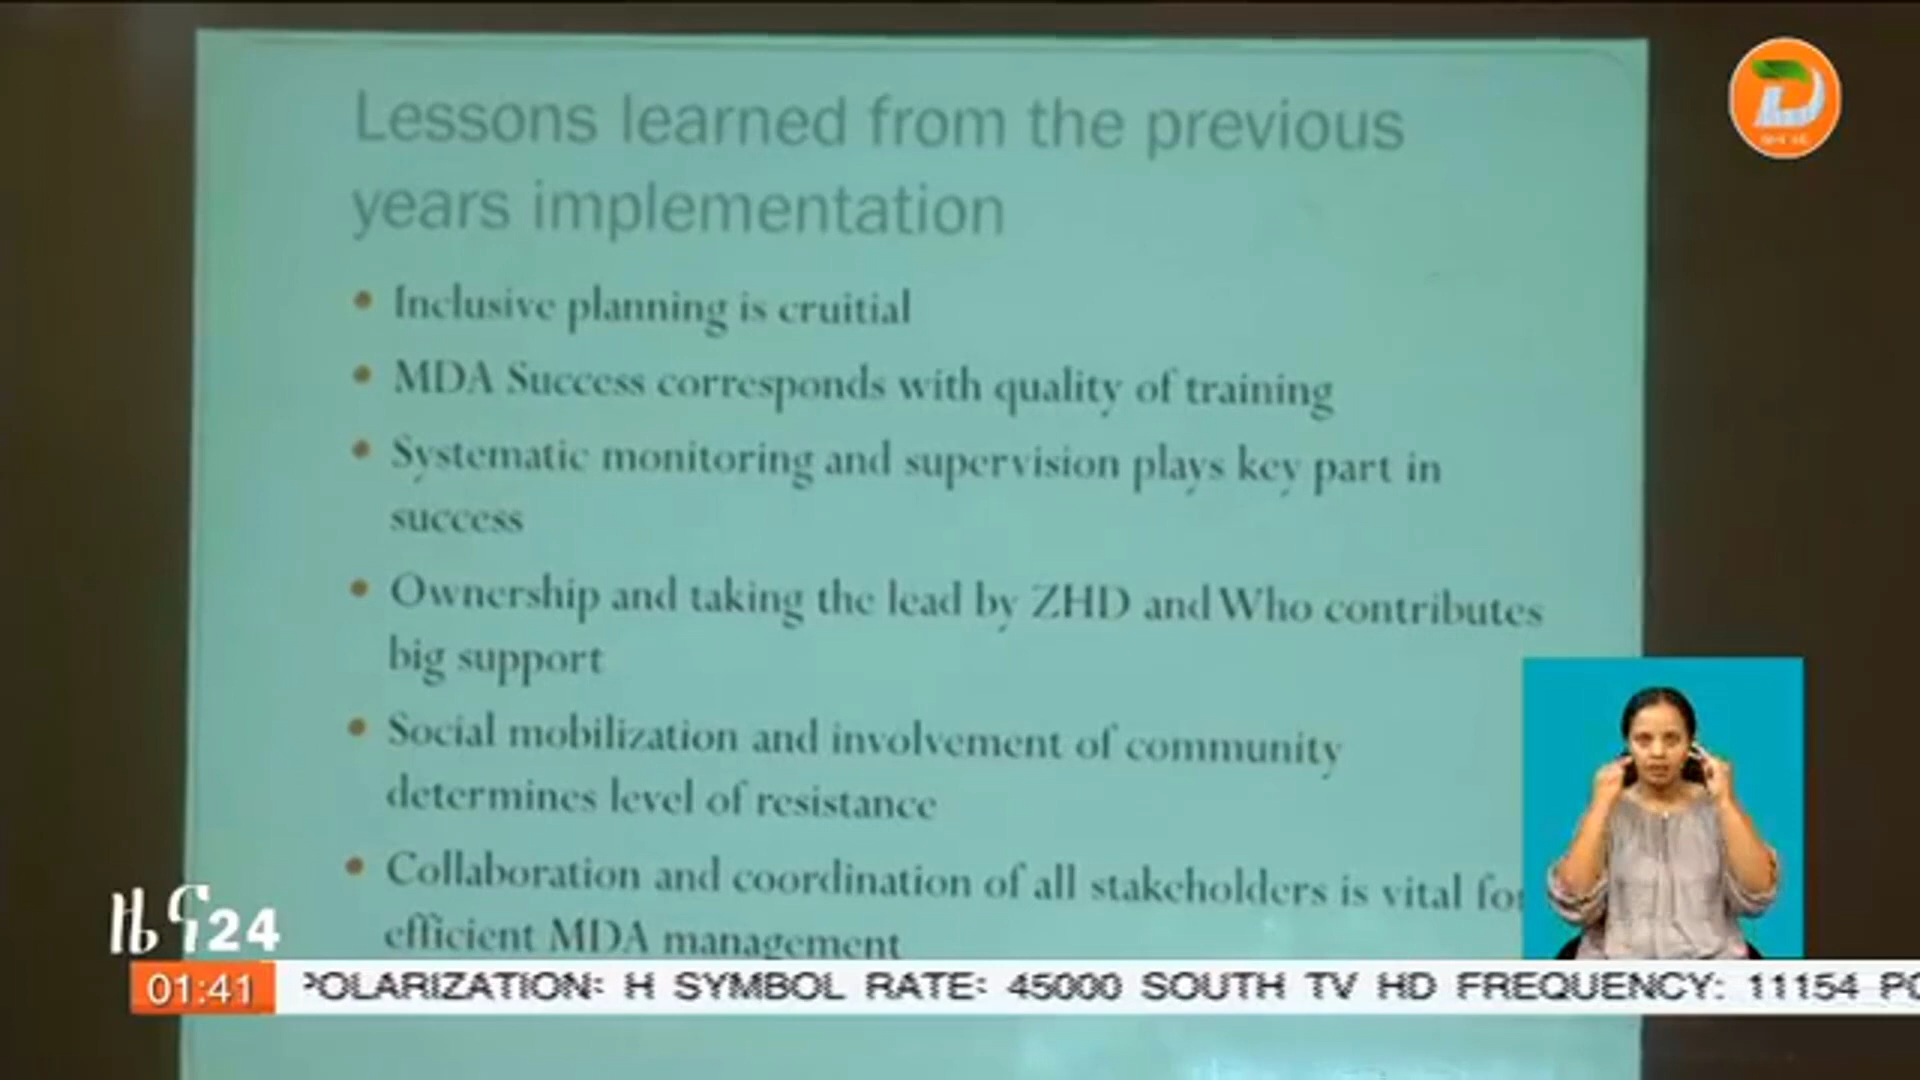 Lessons learned from the previous
years implementation
• Inclusive planning is cruitial
• MDA Success corresponds with quality of training
• Systematic monitoring and supervision plays key part in
success
• Ownership and taking the lead by ZHD and Who contributes
big support
• Social mobilization and involvement of community
determines level of resistance
• Collaboration and coordination of all stakeholders is vital for
efficient MDA management
ዜና24
01:41
POLARIZATION: H SYMBOL RATE: 45000 SOUTH TV HD FREQUENCY: 11154